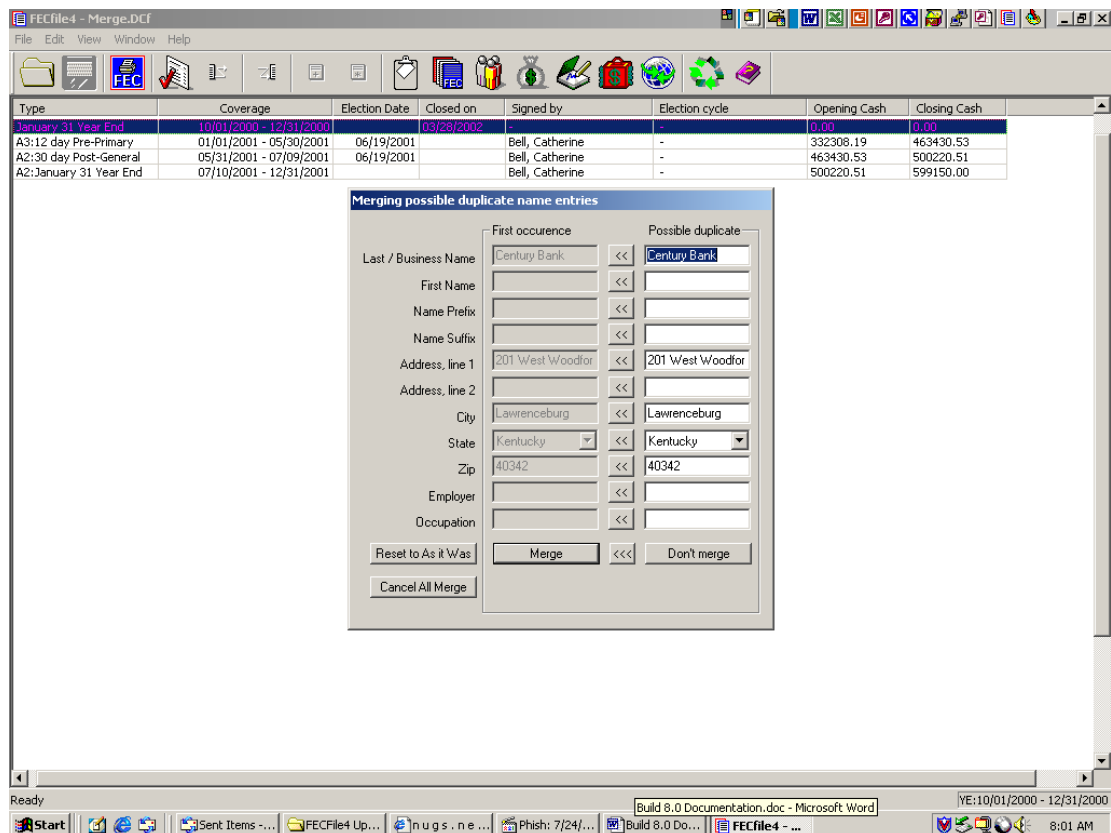 FECfile4 - Merge.DCf
File Edit View Window Help
FEC
FEC
Type Coverage Election Date Closed on Signed by Election cycle Opening Cash Closing Cash
January 31 Year End 10/01/2000 - 12/31/2000 03/28/2002 - - 0.00 0.00
A3:12 day Pre-Primary 01/01/2001 - 05/30/2001 06/19/2001 Bell, Catherine - 332308.19 463430.53
A2:30 day Post-General 05/31/2001 - 07/09/2001 06/19/2001 Bell, Catherine - 463430.53 500220.51
A2:January 31 Year End 07/10/2001 - 12/31/2001 Bell, Catherine - 500220.51 599150.00
Merging possible duplicate name entries
First occurence Possible duplicate
Last / Business Name Century Bank << Century Bank
First Name <<
Name Prefix <<
Name Suffix <<
Address, line 1 201 West Woodfor << 201 West Woodfor
Address, line 2 <<
City Lawrenceburg << Lawrenceburg
State Kentucky << Kentucky
Zip 40342 << 40342
Employer <<
Occupation <<
Reset to As it Was Merge <<< Don't merge
Cancel All Merge
Ready YE:10/01/2000 - 12/31/2000
Build 8.0 Documentation.doc - Microsoft Word
Start Sent Items -... FECFile4 Up... n u g s . n e ... Phish: 7/24/... Build 8.0 Do... FECfile4 - ... 8:01 AM